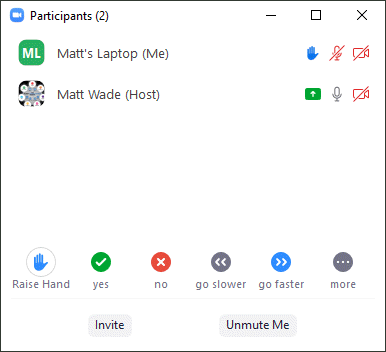 Participants (2)
ML Matt's Laptop (Me)
Matt Wade (Host)
Raise Hand yes no go slower go faster more
Invite Unmute Me